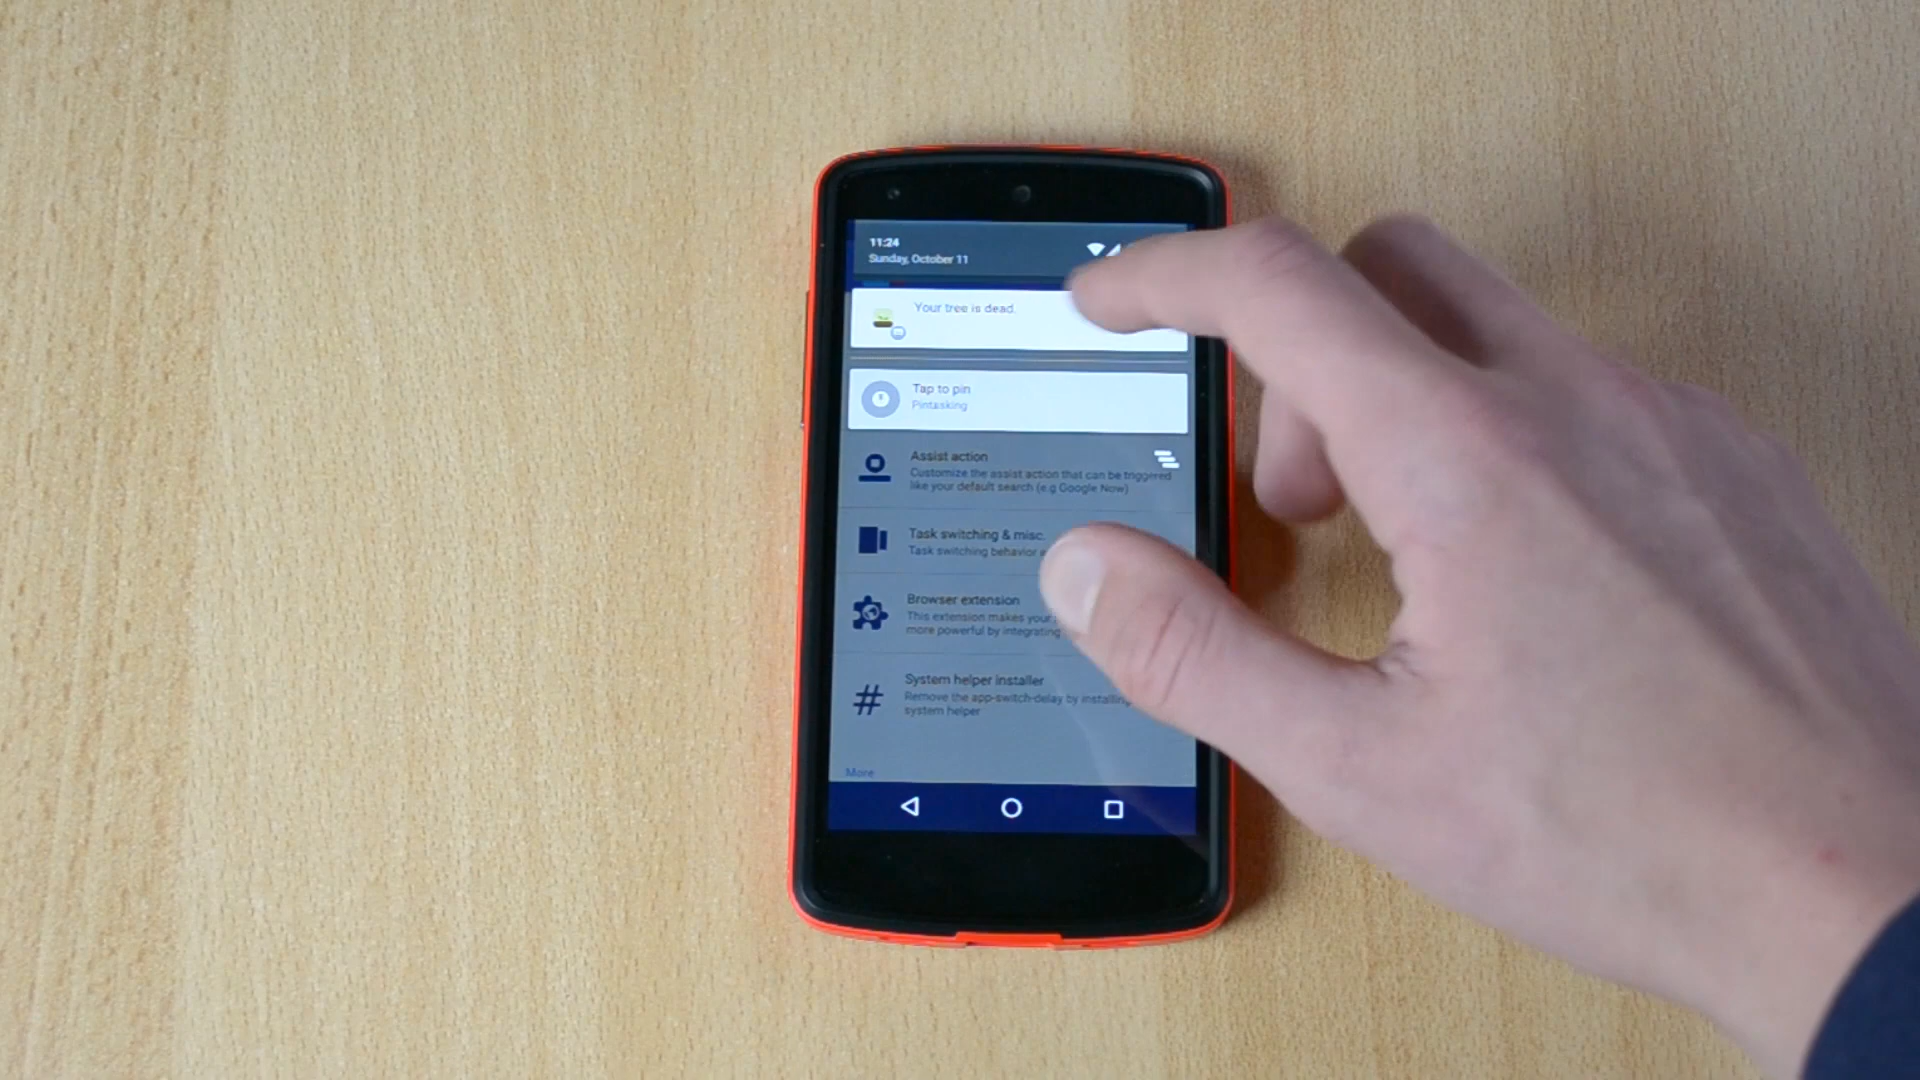 11:24
Sunday, October 11
Your tree is dead.
Tap to pin
Pintasking
Assist action
Customize the assist action that can be triggered
like your default search (e.g Google Now)
Task switching & misc.
Task switching behavior
Browser extension
This extension makes your
more powerful by integrating
System helper installer
Remove the app-switch-delay by installing
system helper
More